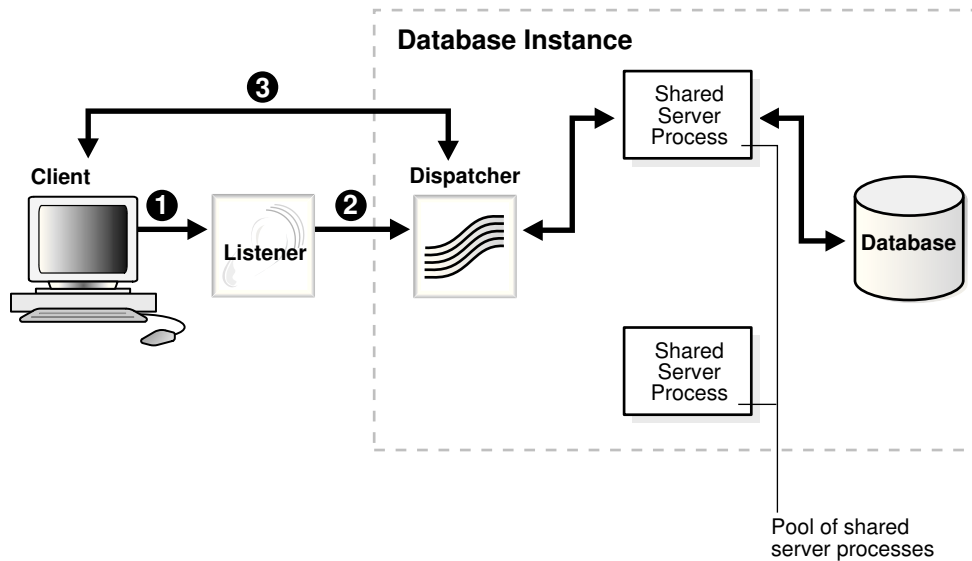 Database Instance
3
Shared
Server
Process
Client
Dispatcher
1
2
Listener
Database
Shared
Server
Process
Pool of shared
server processes